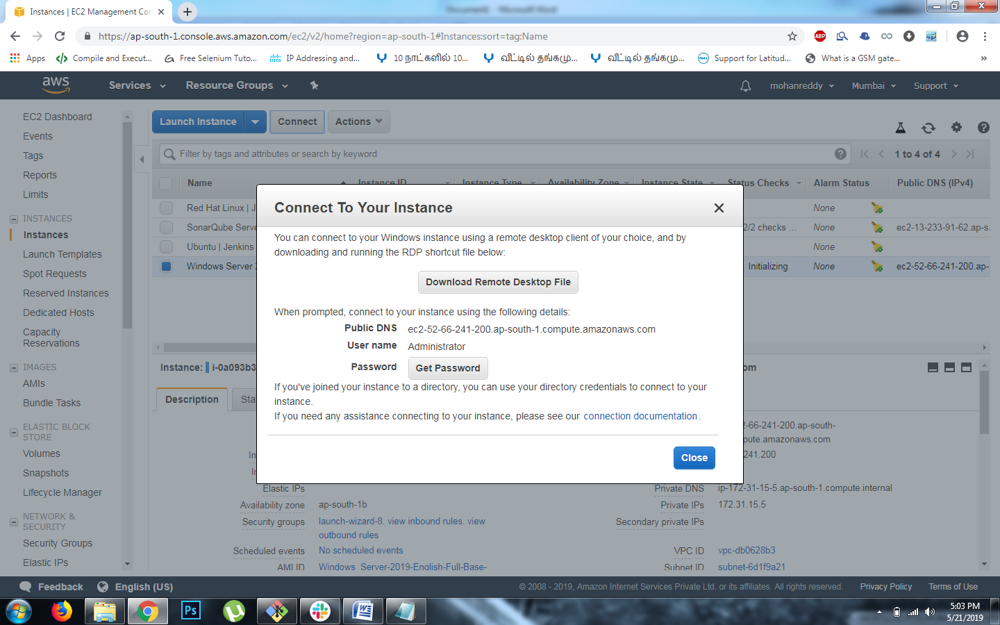 Instances | EC2 Management Con
Document1 - Microsoft Word
https://ap-south-1.console.aws.amazon.com/ec2/v2/home?region=ap-south-1#Instances:sort=tag:Name
ABP
Apps
Compile and Execut...
Free Selenium Tuto...
IP Addressing and...
10 நாட்களில் 10...
வீட்டில் தங்கமு...
வீட்டில் தங்கமு...
Support for Latitud...
What is a GSM gate...
aws
Services
Resource Groups
mohanreddy
Mumbai
Support
EC2 Dashboard
Events
Tags
Reports
Limits
INSTANCES
Instances
Launch Templates
Spot Requests
Reserved Instances
Dedicated Hosts
Capacity
Reservations
IMAGES
AMIs
Bundle Tasks
ELASTIC BLOCK
STORE
Volumes
Snapshots
Lifecycle Manager
NETWORK &
SECURITY
Security Groups
Elastic IPs
Launch Instance
Connect
Actions
Filter by tags and attributes or search by keyword
1 to 4 of 4
Name
Instance ID
Instance Type
Availability Zone
Instance State
Status Checks
Alarm Status
Public DNS (IPv4)
Red Hat Linux | J
None
SonarQube Serve
2/2 checks ...
None
ec2-13-233-91-62.ap-s...
Ubuntu | Jenkins
None
Windows Server 2
Initializing
None
ec2-52-66-241-200.ap-...
Connect To Your Instance
You can connect to your Windows instance using a remote desktop client of your choice, and by
downloading and running the RDP shortcut file below:
Download Remote Desktop File
When prompted, connect to your instance using the following details:
Public DNS ec2-52-66-241-200.ap-south-1.compute.amazonaws.com
User name Administrator
Password Get Password
If you've joined your instance to a directory, you can use your directory credentials to connect to your
instance.
If you need any assistance connecting to your instance, please see our connection documentation.
Close
Instance: i-0a093b3
om
Description
Sta
2-66-241-200.ap-south-
pute.amazonaws.com
241.200
In
In
Elastic IPs
Private DNS ip-172-31-15-5.ap-south-1.compute.internal
Availability zone ap-south-1b
Private IPs 172.31.15.5
Security groups launch-wizard-8. view inbound rules. view
outbound rules
Secondary private IPs
Scheduled events No scheduled events
VPC ID vpc-db0628b3
AMI ID Windows_Server-2019-English-Full-Base-
Subnet ID subnet-6d1f9a21
Feedback
English (US)
© 2008 - 2019, Amazon Internet Services Private Ltd. or its affiliates. All rights reserved.
Privacy Policy
Terms of Use
Ps
5:03 PM
5/21/2019